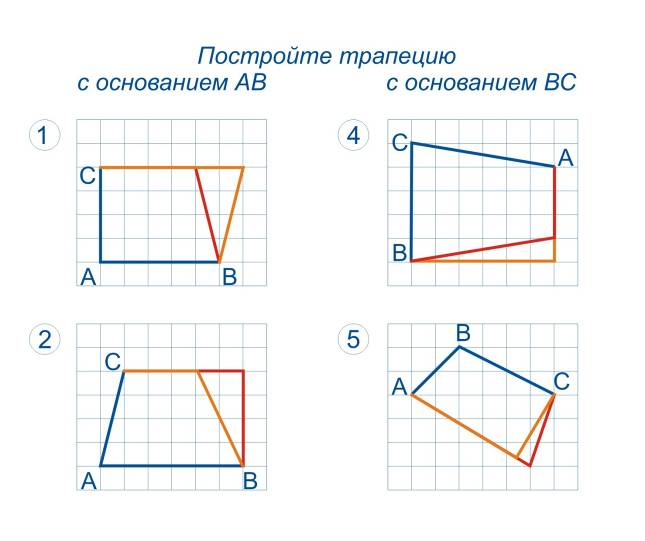 Постройте трапецию
с основанием AB
с основанием BC
1
C
A
B
4
C
A
B
2
C
A
B
5
B
A
C